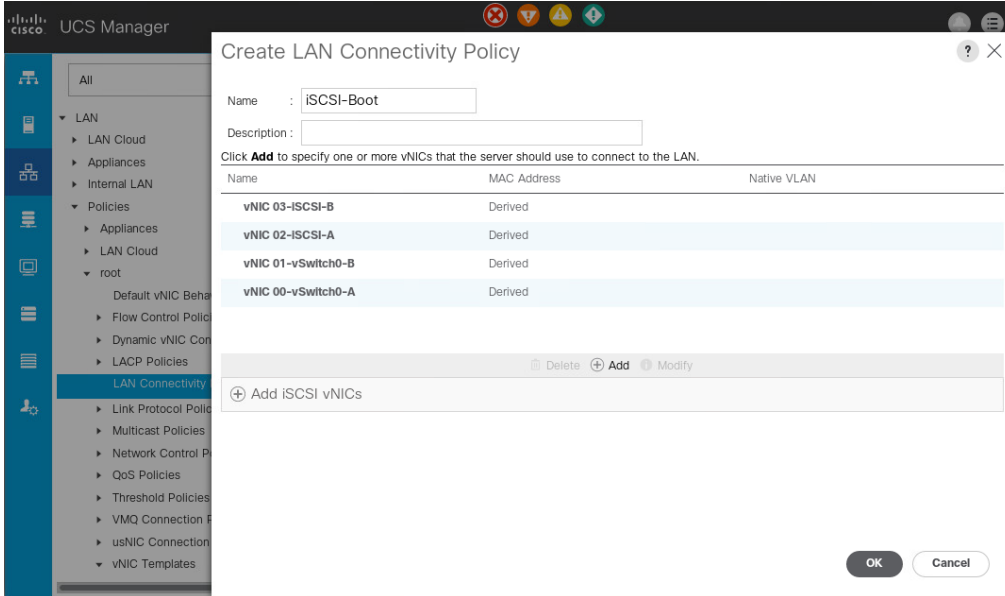 cisco. UCS Manager
Create LAN Connectivity Policy
?
All
Name : iSCSI-Boot
Description :
Click Add to specify one or more vNICs that the server should use to connect to the LAN.
Name MAC Address Native VLAN
vNIC 03-iSCSI-B Derived
vNIC 02-iSCSI-A Derived
vNIC 01-vSwitch0-B Derived
vNIC 00-vSwitch0-A Derived
Delete Add Modify
Add iSCSI vNICs
OK Cancel
LAN
LAN Cloud
Appliances
Internal LAN
Policies
Appliances
LAN Cloud
root
Default vNIC Beha
Flow Control Polic
Dynamic vNIC Con
LACP Policies
LAN Connectivity
Link Protocol Polic
Multicast Policies
Network Control P
QoS Policies
Threshold Policies
VMQ Connection P
usNIC Connection
vNIC Templates